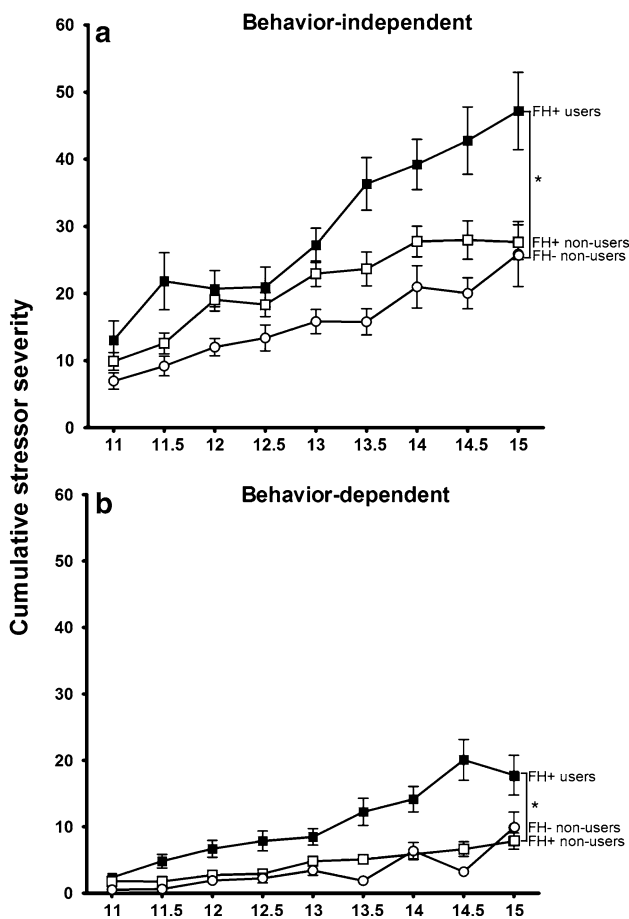 Cumulative stressor severity
a
Behavior-independent
60
50
40
30
20
10
0
FH+ users
*
FH+ non-users
FH- non-users
11 11.5 12 12.5 13 13.5 14 14.5 15
b
Behavior-dependent
60
50
40
30
20
10
0
FH+ users
*
FH- non-users
FH+ non-users
11 11.5 12 12.5 13 13.5 14 14.5 15